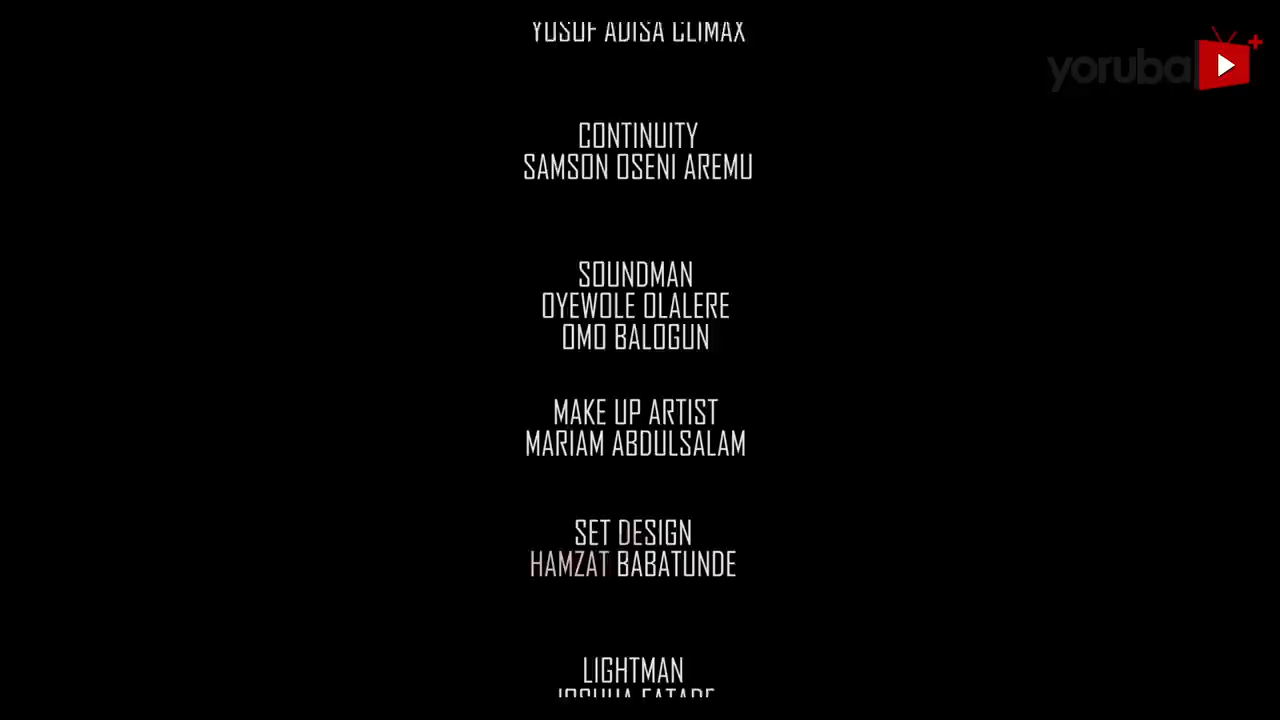 YUSUF ADISA CLIMAX
yoruba
CONTINUITY
SAMSON OSENI AREMU
SOUNDMAN
OYEWOLE OLALERE
OMO BALOGUN
MAKE UP ARTIST
MARIAM ABDULSALAM
SET DESIGN
HAMZAT BABATUNDE
LIGHTMAN
JOSHUA